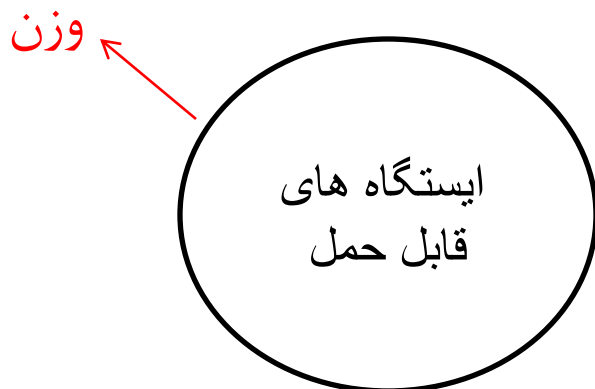 وزن
ایستگاه های
قابل حمل